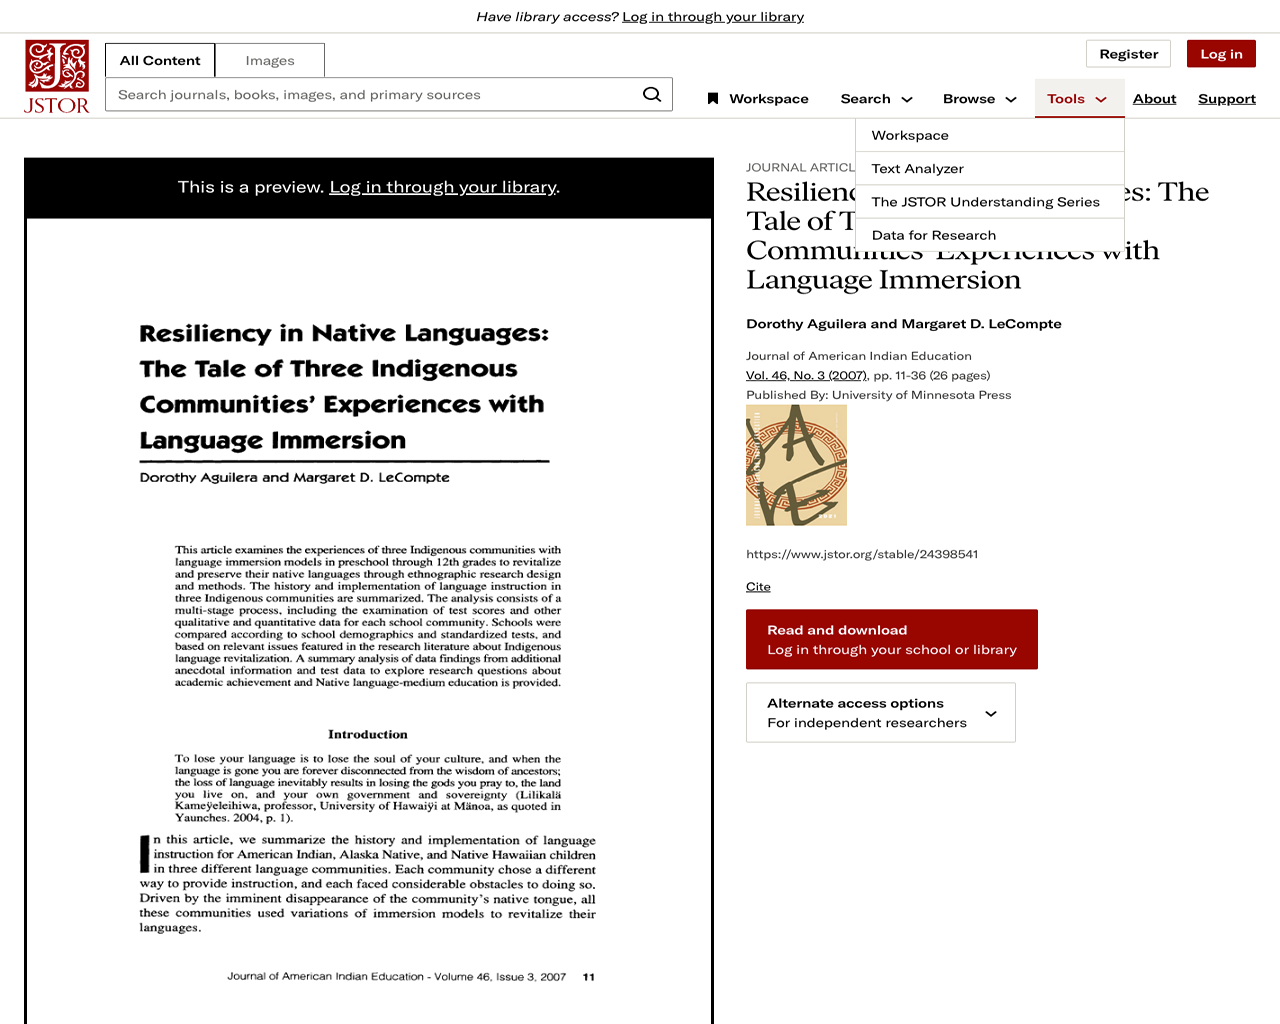 Have library access? Log in through your library
JSTOR
All Content
Images
Register
Log in
Search journals, books, images, and primary sources
Workspace
Search
Browse
Tools
About
Support
Workspace
Text Analyzer
The JSTOR Understanding Series
Data for Research
This is a preview. Log in through your library.
Resiliency in Native Languages:
The Tale of Three Indigenous
Communities' Experiences with
Language Immersion
Dorothy Aguilera and Margaret D. LeCompte
This article examines the experiences of three Indigenous communities with
language immersion models in preschool through 12th grades to revitalize
and preserve their native languages through ethnographic research design
and methods. The history and implementation of language instruction in
three Indigenous communities are summarized. The analysis consists of a
multi-stage process, including the examination of test scores and other
qualitative and quantitative data for each school community. Schools were
compared according to school demographics and standardized tests, and
based on relevant issues featured in the research literature about Indigenous
language revitalization. A summary analysis of data findings from additional
anecdotal information and test data to explore research questions about
academic achievement and Native language-medium education is provided.
Introduction
To lose your language is to lose the soul of your culture, and when the
language is gone you are forever disconnected from the wisdom of ancestors;
the loss of language inevitably results in losing the gods you pray to, the land
you live on, and your own government and sovereignty (Lilikalā
Kameÿeleihiwa, professor, University of Hawaiÿi at Mānoa, as quoted in
Yaunches. 2004, p. 1).
In this article, we summarize the history and implementation of language
instruction for American Indian, Alaska Native, and Native Hawaiian children
in three different language communities. Each community chose a different
way to provide instruction, and each faced considerable obstacles to doing so.
Driven by the imminent disappearance of the community's native tongue, all
these communities used variations of immersion models to revitalize their
languages.
Journal of American Indian Education - Volume 46, Issue 3, 2007 11
JOURNAL ARTICL
Resilienc es: The
Tale of T
Communities' Experiences with
Language Immersion
Dorothy Aguilera and Margaret D. LeCompte
Journal of American Indian Education
Vol. 46, No. 3 (2007), pp. 11-36 (26 pages)
Published By: University of Minnesota Press
https://www.jstor.org/stable/24398541
Cite
Read and download
Log in through your school or library
Alternate access options
For independent researchers